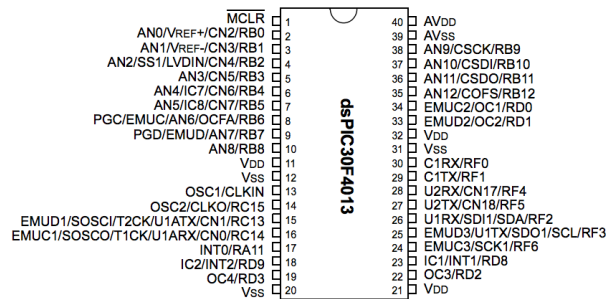 MCLR 1 40 AVDD
AN0/VREF+/CN2/RB0 2 39 AVSS
AN1/VREF-/CN3/RB1 3 38 AN9/CSCK/RB9
AN2/SS1/LVDIN/CN4/RB2 4 37 AN10/CSDI/RB10
AN3/CN5/RB3 5 36 AN11/CSDO/RB11
AN4/IC7/CN6/RB4 6 35 AN12/COFS/RB12
AN5/IC8/CN7/RB5 7 34 EMUC2/OC1/RD0
PGC/EMUC/AN6/OCFA/RB6 8 33 EMUD2/OC2/RD1
PGD/EMUD/AN7/RB7 9 32 VDD
AN8/RB8 10 31 VSS
VDD 11 30 C1RX/RF0
VSS 12 29 C1TX/RF1
OSC1/CLKIN 13 28 U2RX/CN17/RF4
OSC2/CLKO/RC15 14 27 U2TX/CN18/RF5
EMUD1/SOSCI/T2CK/U1ATX/CN1/RC13 15 26 U1RX/SDI1/SDA/RF2
EMUC1/SOSCO/T1CK/U1ARX/CN0/RC14 16 25 EMUD3/U1TX/SDO1/SCL/RF3
INT0/RA11 17 24 EMUC3/SCK1/RF6
IC2/INT2/RD9 18 23 IC1/INT1/RD8
OC4/RD3 19 22 OC3/RD2
VSS 20 21 VDD
dsPIC30F4013